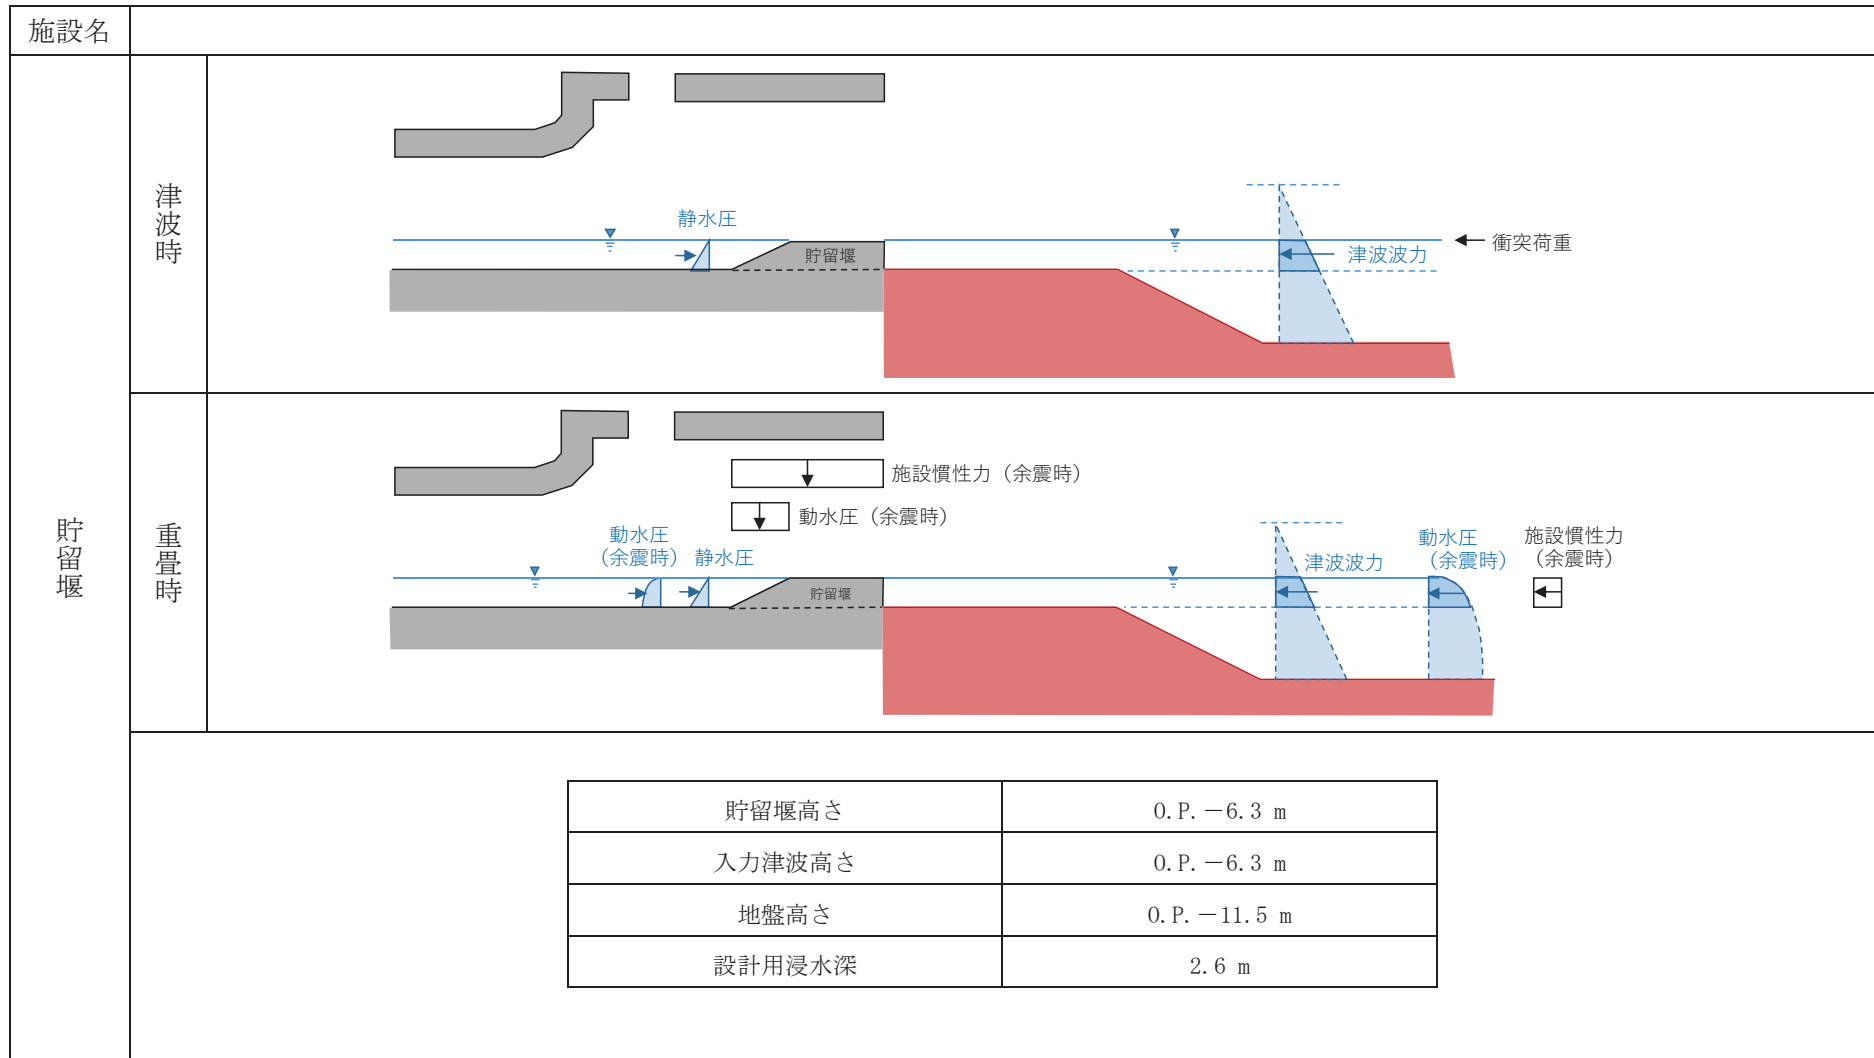 施設名
貯留堰
津波時
静水圧
貯留堰
津波波力
衝突荷重
重畳時
施設慣性力（余震時）
動水圧（余震時）
動水圧
（余震時）
静水圧
貯留堰
津波波力
動水圧
（余震時）
施設慣性力
（余震時）
貯留堰高さ O.P.－6.3 m
入力津波高さ O.P.－6.3 m
地盤高さ O.P.－11.5 m
設計用浸水深 2.6 m